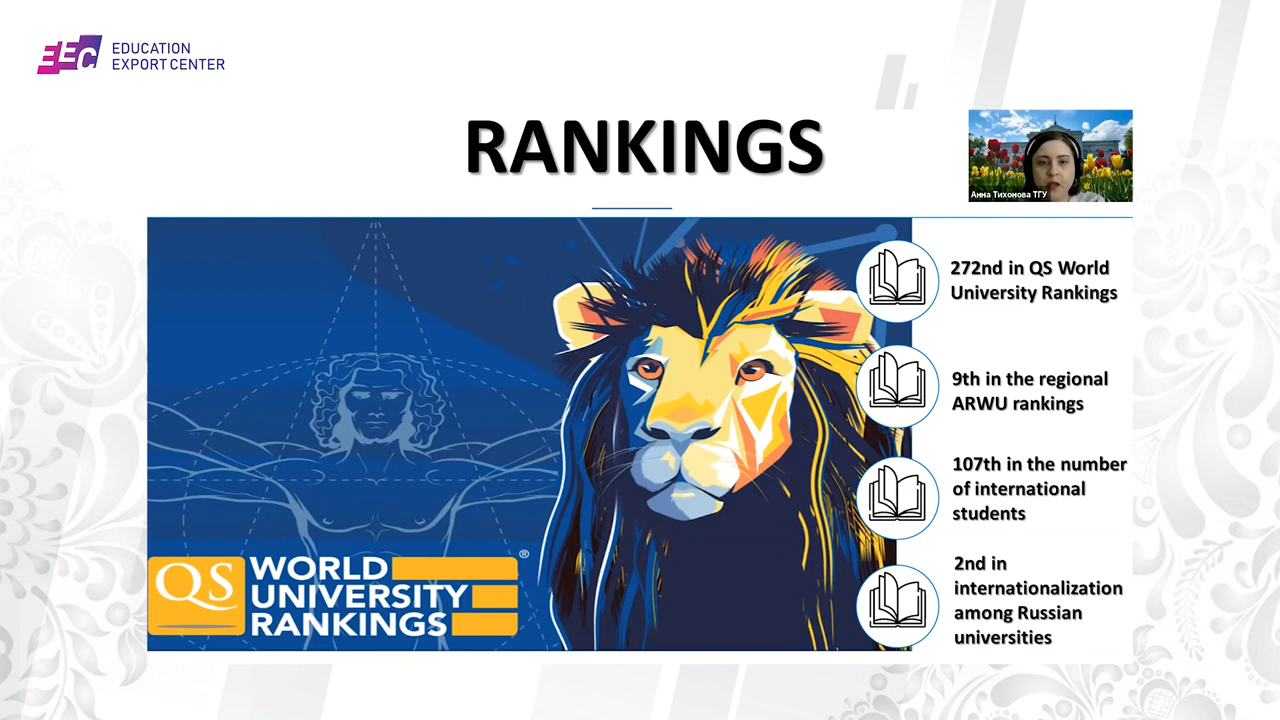 EEC
EDUCATION
EXPORT CENTER
RANKINGS
Анна Тихонова ТГУ
272nd in QS World
University Rankings
9th in the regional
ARWU rankings
107th in the number
of international
students
2nd in
internationalization
among Russian
universities
QS
WORLD
UNIVERSITY
RANKINGS
®